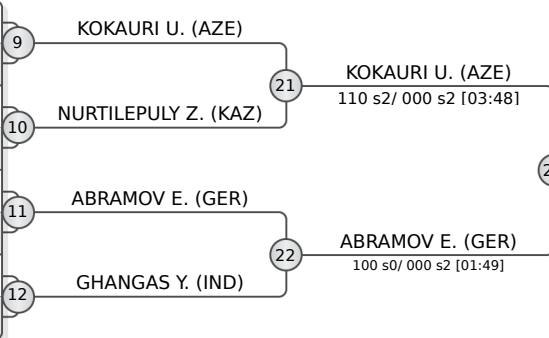 9
KOKAURI U. (AZE)
21
KOKAURI U. (AZE)
110 s2/ 000 s2 [03:48]
10
NURTILEPULY Z. (KAZ)
11
ABRAMOV E. (GER)
22
ABRAMOV E. (GER)
100 s0/ 000 s2 [01:49]
12
GHANGAS Y. (IND)